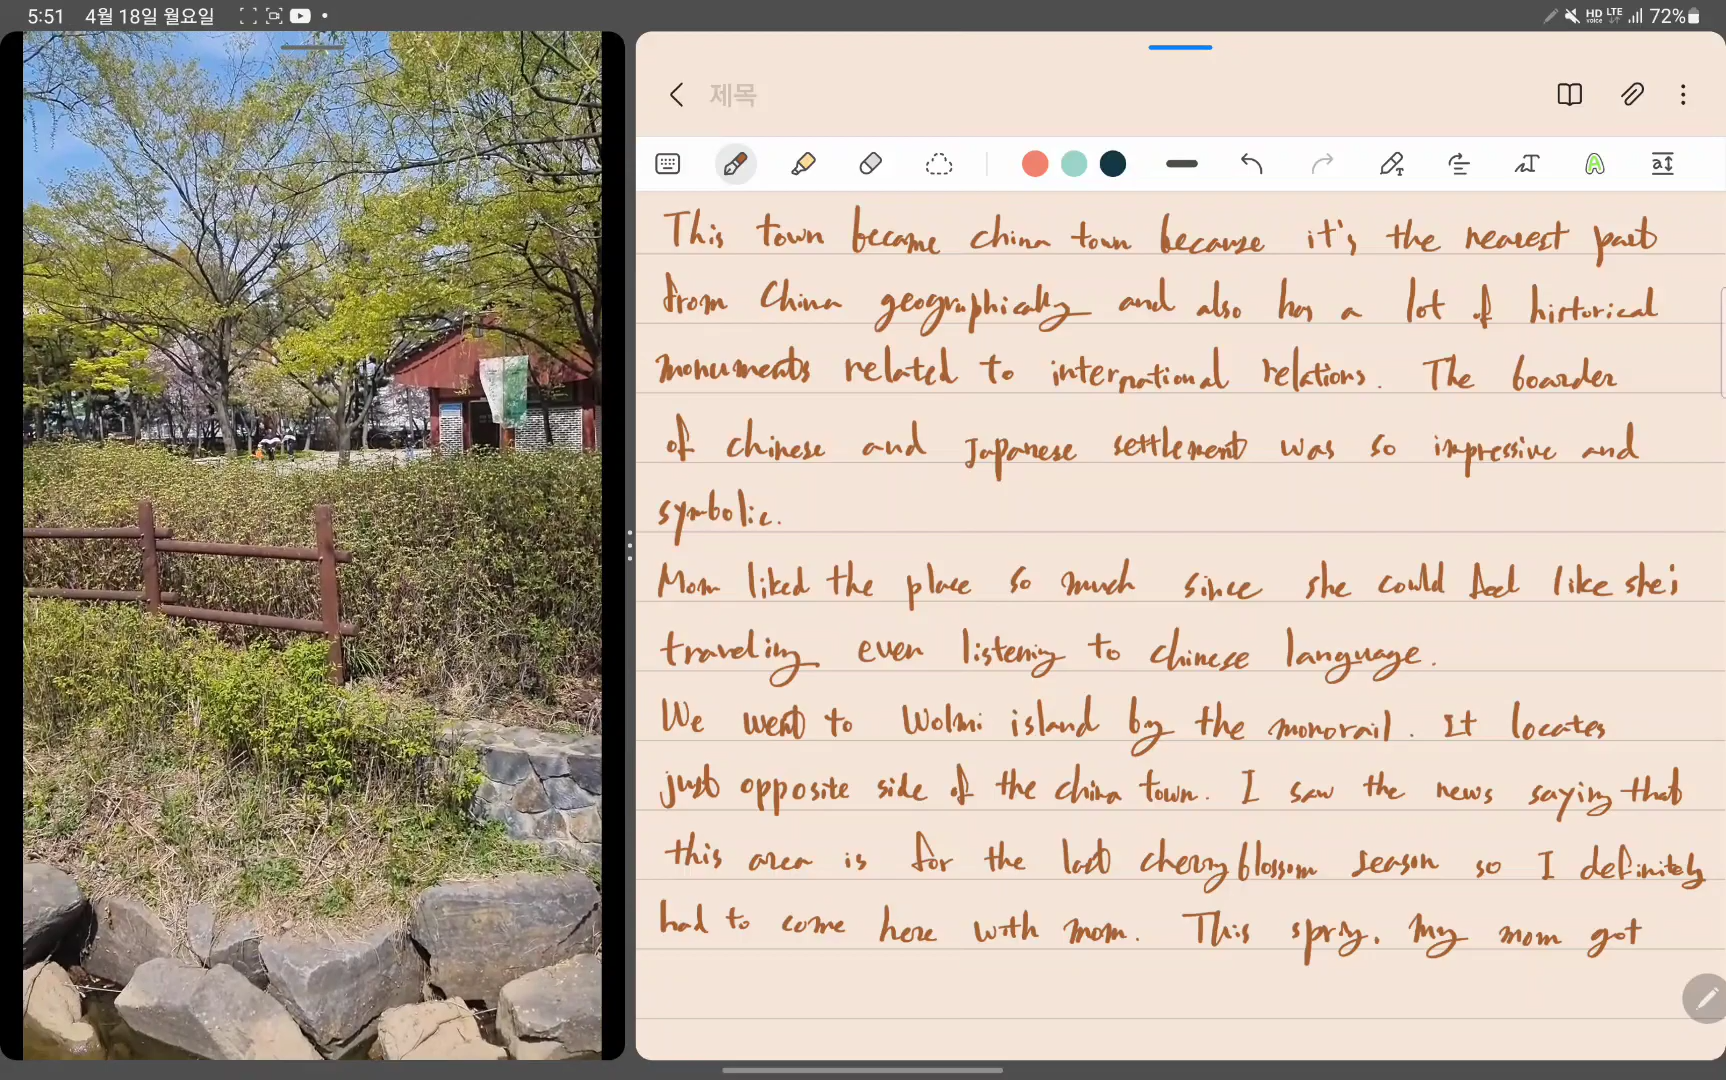 5:51 4월 18일 월요일
HD voice LTE 72%
제목
This town became china town because it's the nearest part
from China geographically and also has a lot of historical
monuments related to international relations. The boarder
of chinese and Japanese settlement was so impressive and
symbolic.
Mom liked the place so much since she could feel like she's
traveling even listening to chinese language.
We went to Wolmi island by the monorail. It locates
just opposite side of the china town. I saw the news saying that
this area is for the last cherry blossom season so I definitely
had to come here with mom. This spring, my mom got